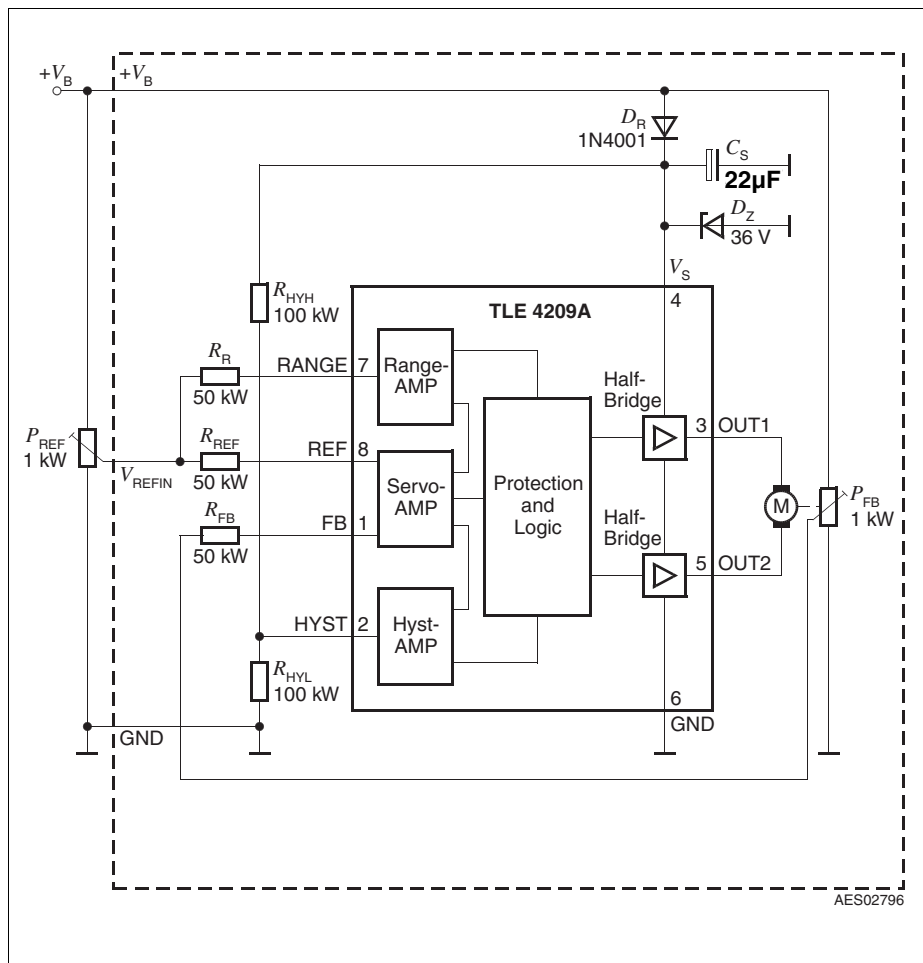 +VB
+VB
DR
1N4001
CS
22µF
DZ
36 V
VS
RHYH
100 kW
TLE 4209A
4
RR
50 kW
RANGE 7
Range-
AMP
Half-
Bridge
3 OUT1
PREF
1 kW
VREFIN
RREF
50 kW
REF 8
Servo-
AMP
Protection
and
Logic
M
PFB
1 kW
RFB
50 kW
FB 1
Half-
Bridge
5 OUT2
HYST 2
Hyst-
AMP
RHYL
100 kW
6
GND
GND
AES02796